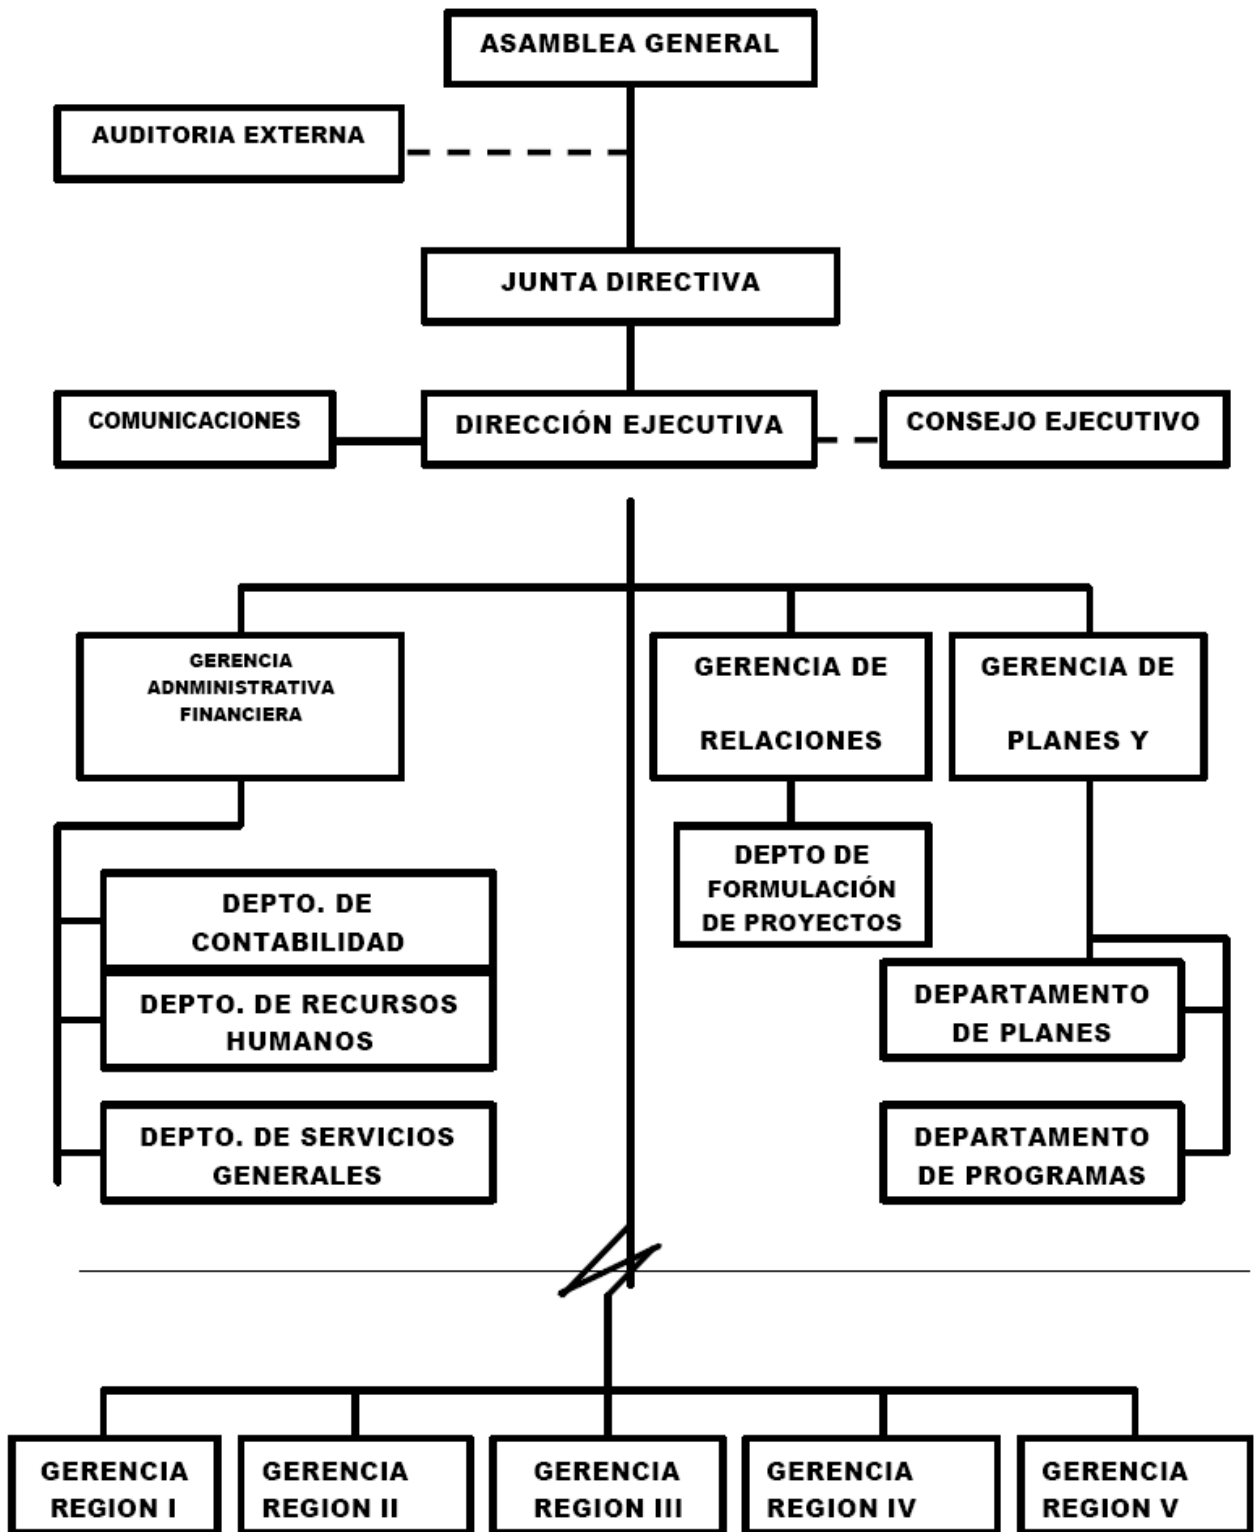 ASAMBLEA GENERAL
AUDITORIA EXTERNA
JUNTA DIRECTIVA
COMUNICACIONES
DIRECCIÓN EJECUTIVA
CONSEJO EJECUTIVO
GERENCIA
ADNMINISTRATIVA
FINANCIERA
GERENCIA DE
RELACIONES
GERENCIA DE
PLANES Y
DEPTO. DE
CONTABILIDAD
DEPTO. DE RECURSOS
HUMANOS
DEPTO. DE SERVICIOS
GENERALES
DEPTO DE
FORMULACIÓN
DE PROYECTOS
DEPARTAMENTO
DE PLANES
DEPARTAMENTO
DE PROGRAMAS
GERENCIA
REGION I
GERENCIA
REGION II
GERENCIA
REGION III
GERENCIA
REGION IV
GERENCIA
REGION V